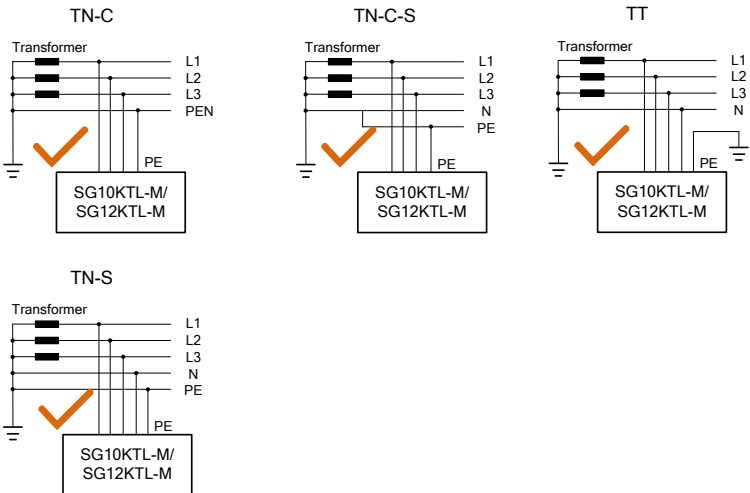 TN-C
Transformer
L1
L2
L3
PEN
PE
SG10KTL-M/
SG12KTL-M
TN-C-S
Transformer
L1
L2
L3
N
PE
PE
SG10KTL-M/
SG12KTL-M
TT
Transformer
L1
L2
L3
N
PE
SG10KTL-M/
SG12KTL-M
TN-S
Transformer
L1
L2
L3
N
PE
PE
SG10KTL-M/
SG12KTL-M